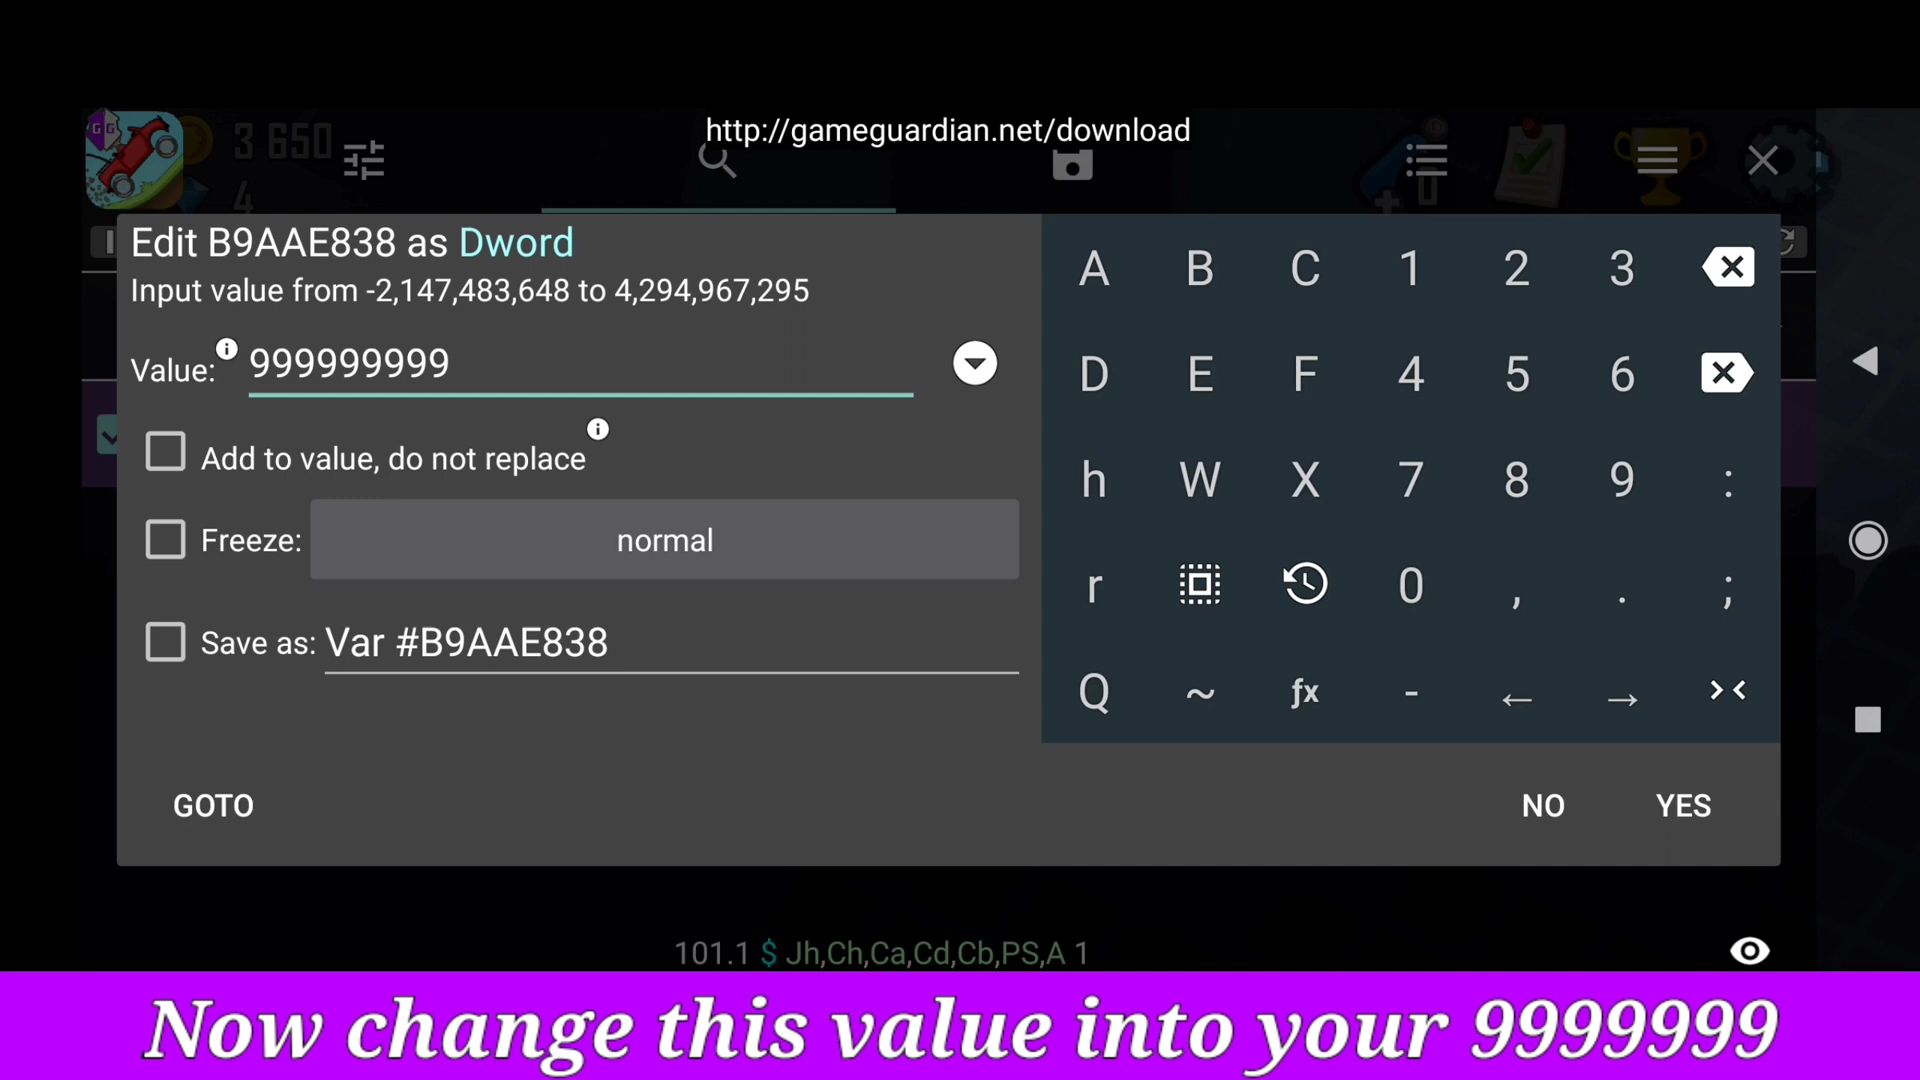 http://gameguardian.net/download
GG
3 650
4
Edit B9AAE838 as Dword
Input value from -2,147,483,648 to 4,294,967,295
Value: 999999999
Add to value, do not replace
Freeze: normal
Save as: Var #B9AAE838
A B C 1 2 3
D E F 4 5 6
h W X 7 8 9 :
r 0 , . ;
Q ~ ƒx - ← → > <
GOTO NO YES
101.1 $ Jh,Ch,Ca,Cd,Cb,PS,A 1
Now change this value into your 9999999